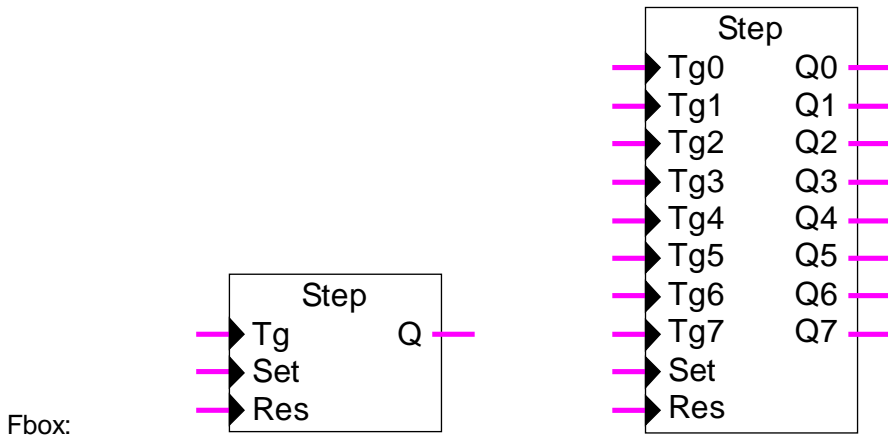 Step
Tg0 Q0
Tg1 Q1
Tg2 Q2
Tg3 Q3
Tg4 Q4
Tg5 Q5
Tg6 Q6
Tg7 Q7
Set
Res
Step
Tg Q
Set
Res
Fbox: